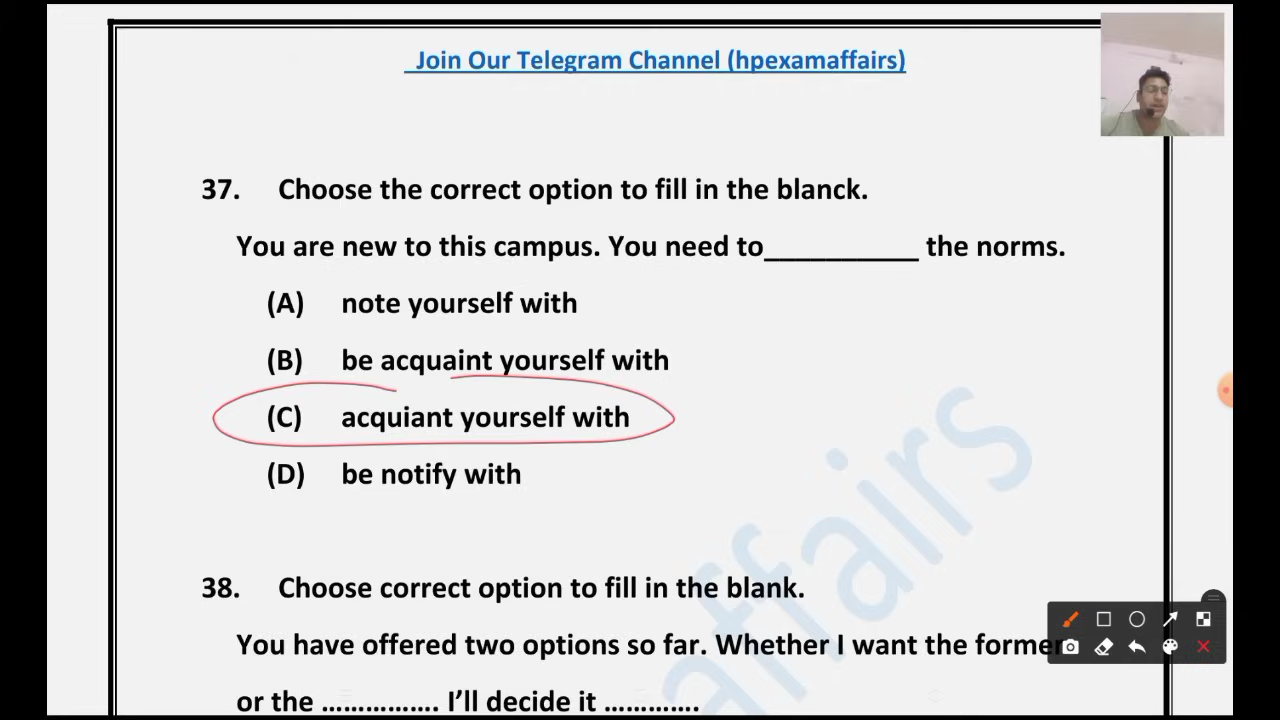 Join Our Telegram Channel (hpexamaffairs)
37. Choose the correct option to fill in the blanck.
You are new to this campus. You need to__________ the norms.
(A) note yourself with
(B) be acquaint yourself with
(C) acquiant yourself with
(D) be notify with
affairs
38. Choose correct option to fill in the blank.
You have offered two options so far. Whether I want the former
or the ……………. I’ll decide it ………….